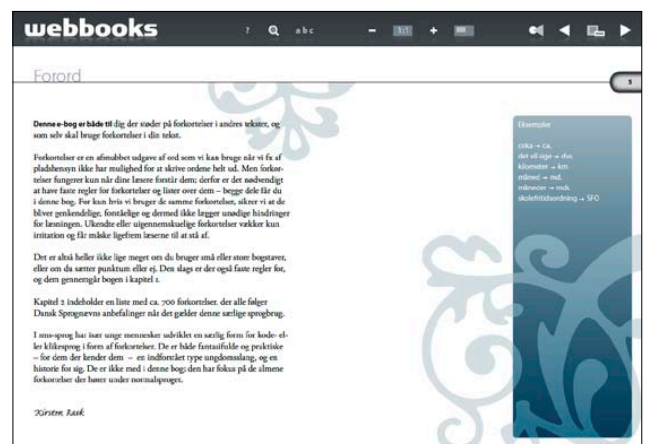 webbooks
? abc – 1:1 +
Forord
5
Denne e-bog er både til dig der støder på forkortelser i andres tekster, og
som selv skal bruge forkortelser i din tekst.
Forkortelser er en afsnubbet udgave af ord som vi kan bruge når vi fx af
pladshensyn ikke har mulighed for at skrive ordene helt ud. Men forkor-
telser fungerer kun når dine læsere forstår dem; derfor er det nødvendigt
at have faste regler for forkortelser og lister over dem – begge dele får du
i denne bog. For kun hvis vi bruger de samme forkortelser, sikrer vi at de
bliver genkendelige, forståelige og dermed ikke lægger unødige hindringer
for læsningen. Ukendte eller uigennemskuelige forkortelser vækker kun
irritation og får måske ligefrem læserne til at stå af.
Det er altså heller ikke lige meget om du bruger små eller store bogstaver,
eller om du sætter punktum eller ej. Den slags er der også faste regler for,
og dem gennemgår bogen i kapitel 1.
Kapitel 2 indeholder en liste med ca. 700 forkortelser, der alle følger
Dansk Sprognævns anbefalinger når det gælder denne særlige sprogbrug.
I sms-sprog har især unge mennesker udviklet en særlig form for kode- el-
ler klikesprog i form af forkortelser. De er både fantasifulde og praktiske
– for dem der kender dem – en indforstået type ungdomsslang, og en
historie for sig. De er ikke med i denne bog; den har fokus på de almene
forkortelser der hører under normalsproget.
Kirsten Rask
Eksempler
cirka → ca.
det vil sige → dvs.
kilometer → km.
måned → md.
måneder → mdr.
skolefritidsordning → SFO